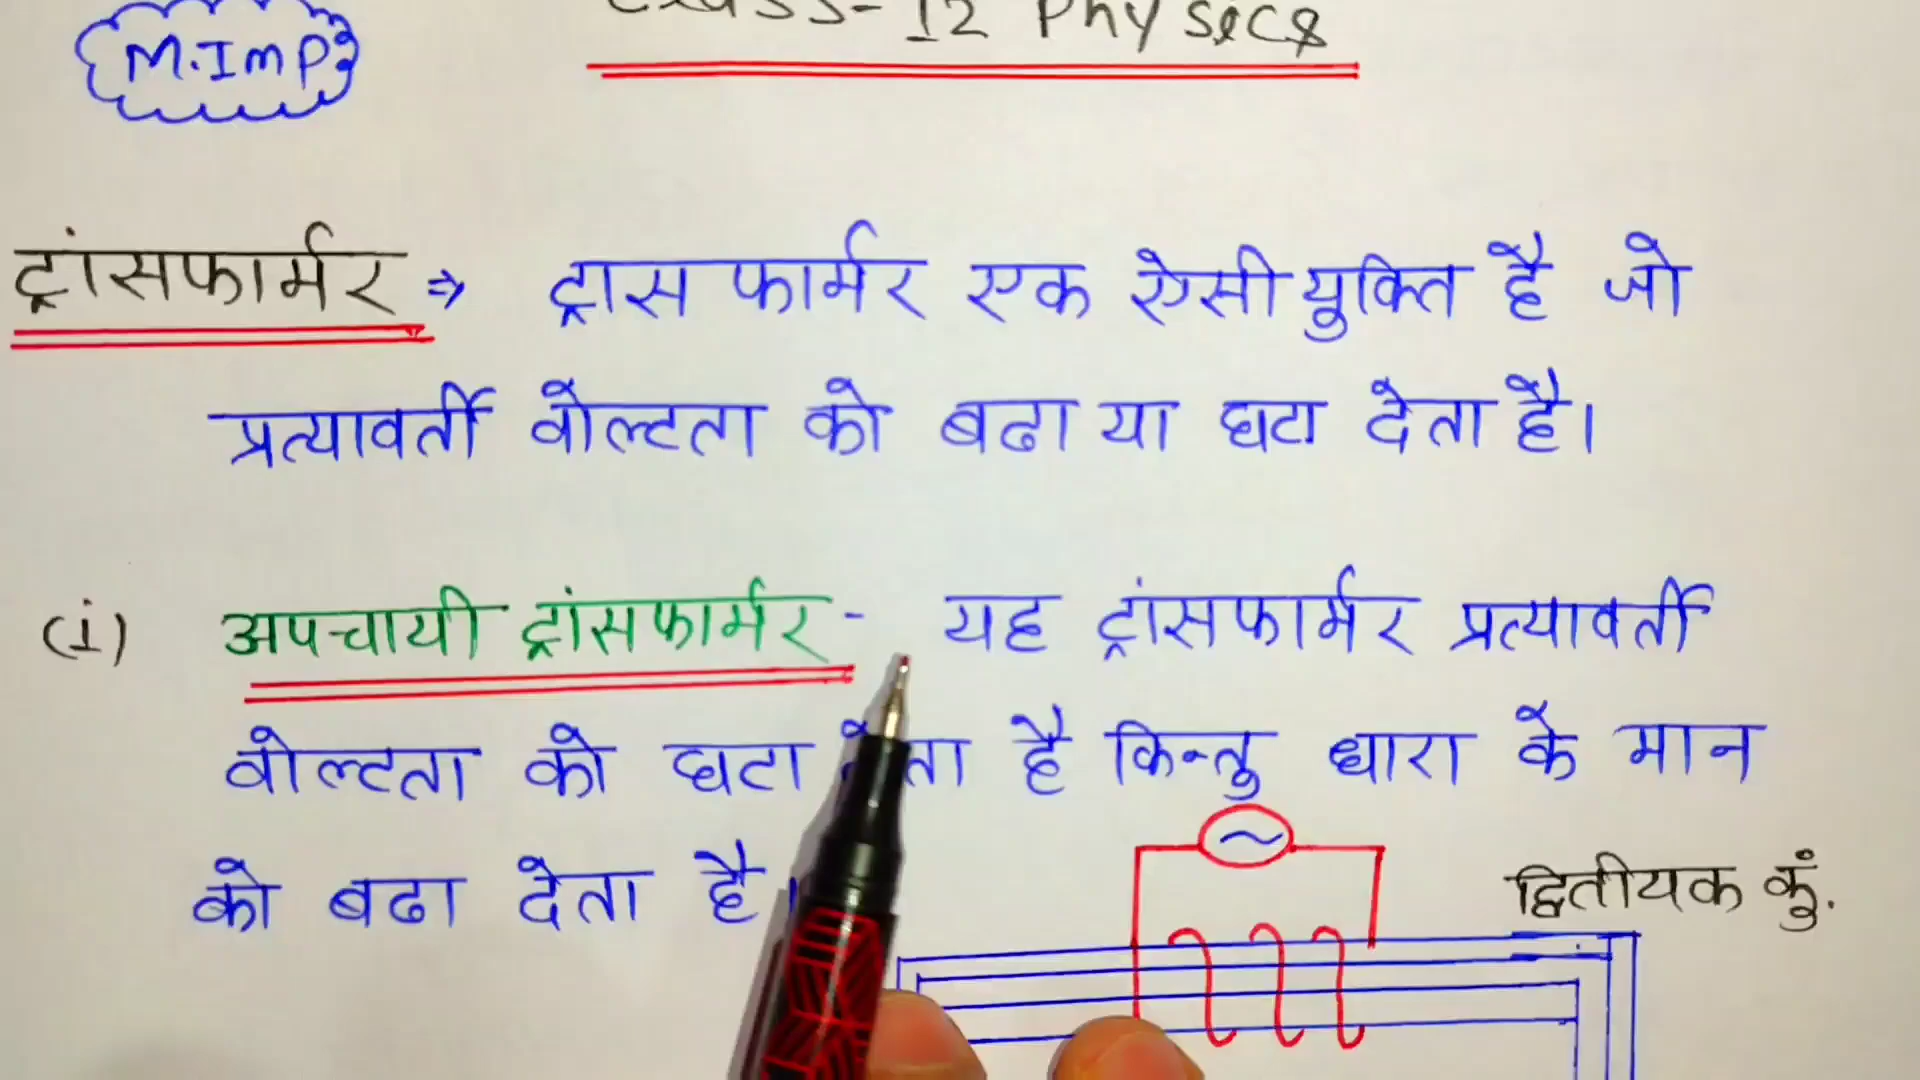 M.Imp.
Class-12 Physics
ट्रांसफार्मर ⇒ ट्रास फार्मर एक ऐसी युक्ति है जो
प्रत्यावर्ती वोल्टता को बढा या घटा देता है।
(i) अपचायी ट्रांसफार्मर - यह ट्रांसफार्मर प्रत्यावर्ती
वोल्टता को घटा देता है किन्तु धारा के मान
को बढा देता है।
द्वितीयक कुं.